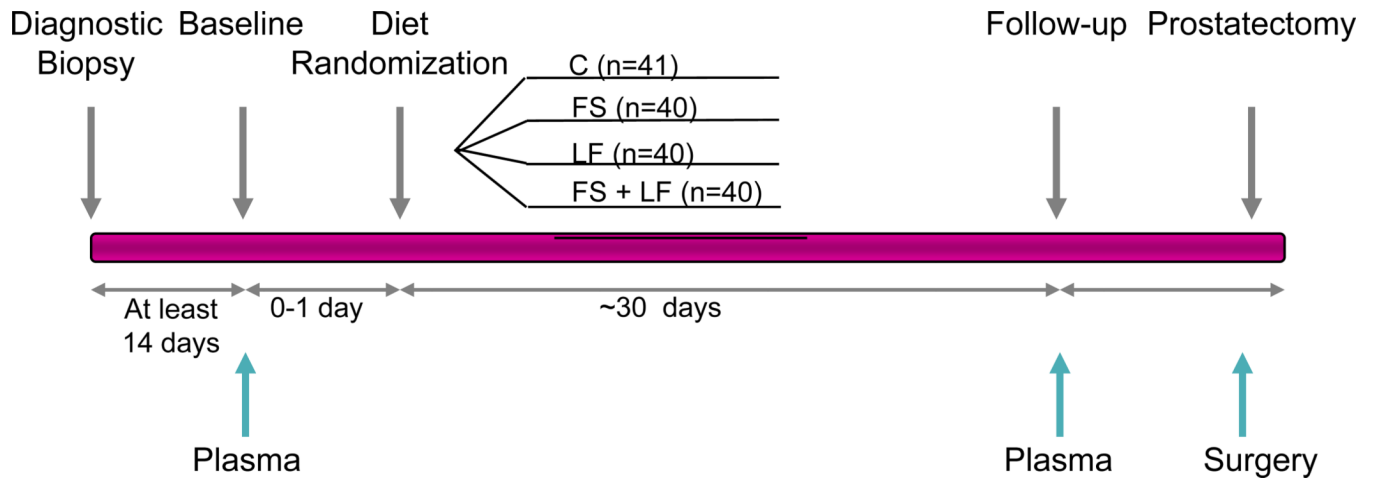 Diagnostic Biopsy
Baseline
Diet Randomization
Follow-up
Prostatectomy
C (n=41)
FS (n=40)
LF (n=40)
FS + LF (n=40)
At least 14 days
0-1 day
~30 days
Plasma
Plasma
Surgery